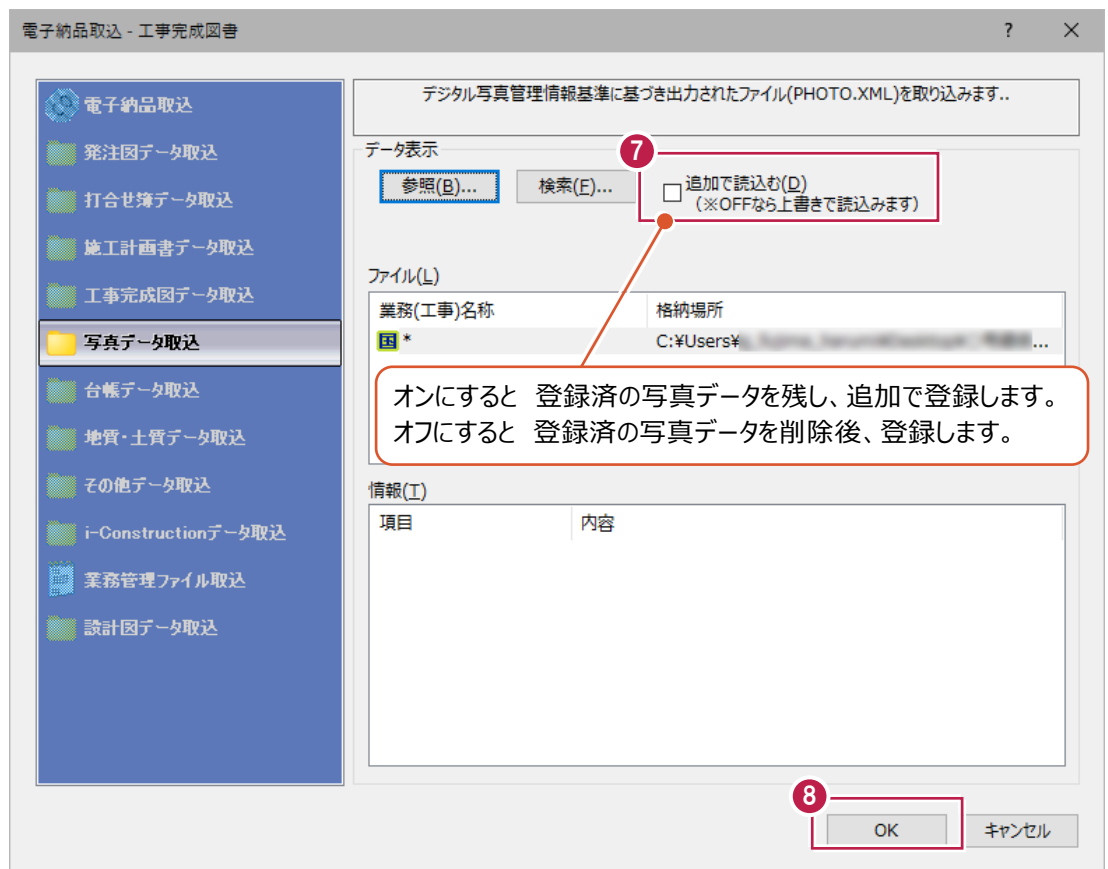 電子納品取込 - 工事完成図書
?
×
電子納品取込
発注図データ取込
打合せ簿データ取込
施工計画書データ取込
工事完成図データ取込
写真データ取込
台帳データ取込
地質・土質データ取込
その他データ取込
i-Constructionデータ取込
業務管理ファイル取込
設計図データ取込
デジタル写真管理情報基準に基づき出力されたファイル(PHOTO.XML)を取り込みます..
データ表示
7
参照(B)... 検索(F)... 追加で読込む(D)
(※OFFなら上書きで読込みます)
ファイル(L)
業務(工事)名称 格納場所
国 * C:¥Users¥ ...
オンにすると 登録済の写真データを残し、追加で登録します。
オフにすると 登録済の写真データを削除後、登録します。
情報(T)
項目 内容
8
OK キャンセル